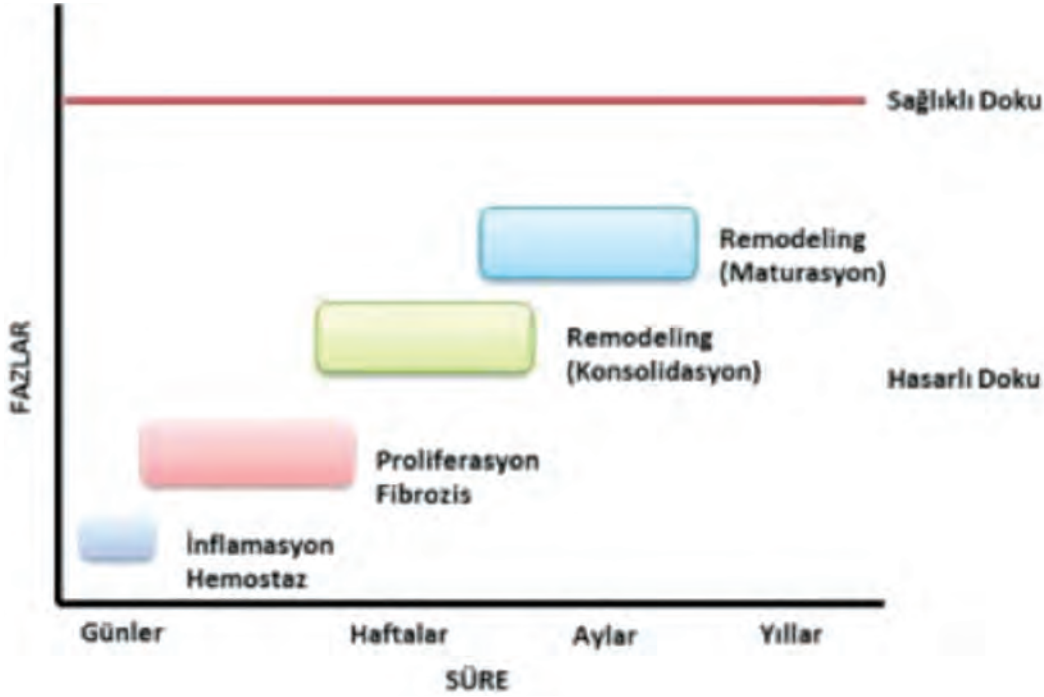 Sağlıklı Doku
Remodeling
(Maturasyon)
Remodeling
(Konsolidasyon)
Hasarlı Doku
FAZLAR
Proliferasyon
Fibrozis
İnflamasyon
Hemostaz
Günler
Haftalar
Aylar
Yıllar
SÜRE